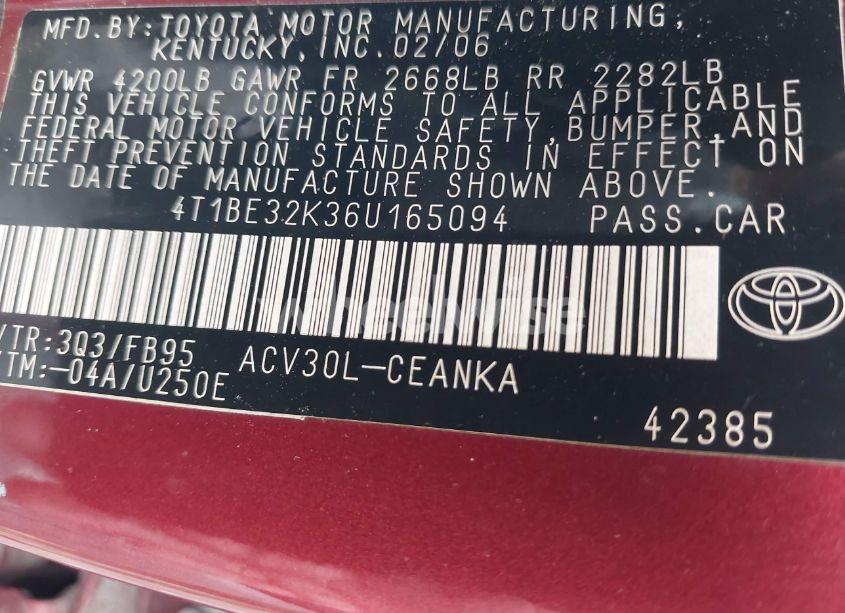 MFD.BY:TOYOTA MOTOR MANUFACTURING,
KENTUCKY, INC. 02/06
GVWR 4200LB GAWR FR 2668LB RR 2282LB
THIS VEHICLE CONFORMS TO ALL APPLICABLE
FEDERAL MOTOR VEHICLE SAFETY,BUMPER,AND
THEFT PREVENTION STANDARDS IN EFFECT ON
THE DATE OF MANUFACTURE SHOWN ABOVE.
4T1BE32K36U165094 PASS.CAR
wheelwise
/TR:3Q3/FB95 ACV30L-CEANKA
/TM:-04A/U250E
42385